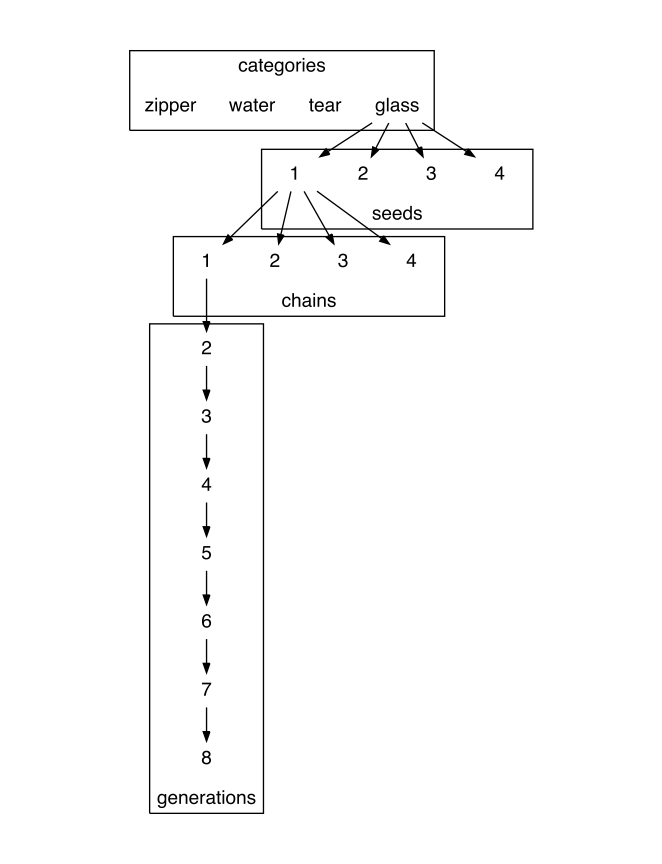 categories
zipper water tear glass
1 2 3 4
seeds
1 2 3 4
chains
2
3
4
5
6
7
8
generations